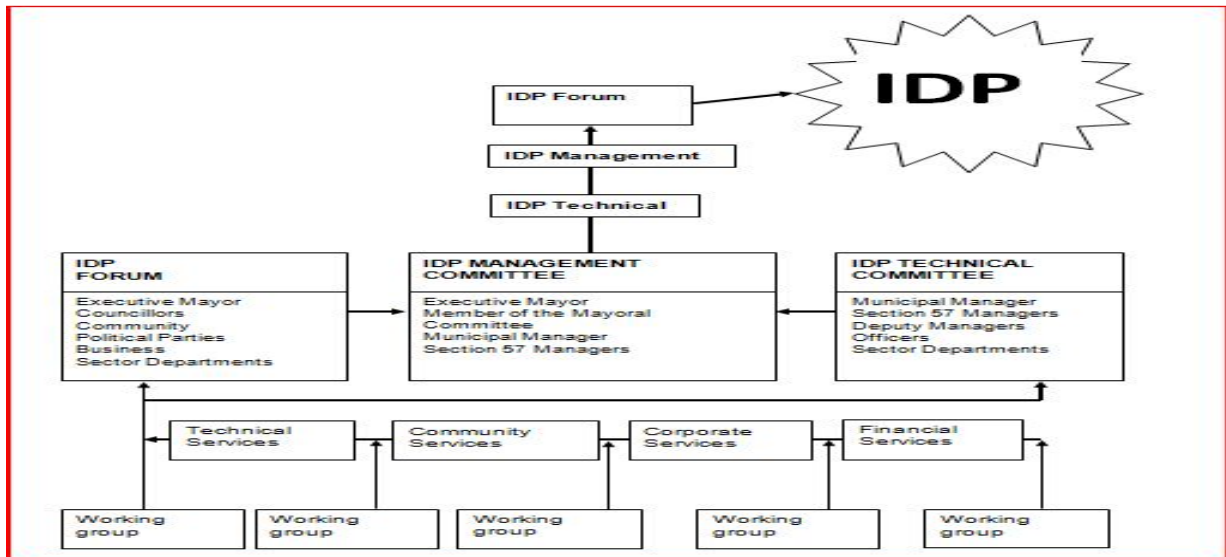 IDP
IDP Forum
IDP Management
IDP Technical
IDP
FORUM
Executive Mayor
Councillors
Community
Political Parties
Business
Sector Departments
IDP MANAGEMENT
COMMITTEE
Executive Mayor
Member of the Mayoral
Committee
Municipal Manager
Section 57 Managers
IDP TECHNICAL
COMMITTEE
Municipal Manager
Section 57 Managers
Deputy Managers
Officers
Sector Departments
Technical
Services
Community
Services
Corporate
Services
Financial
Services
Working
group
Working
group
Working
group
Working
group
Working
group